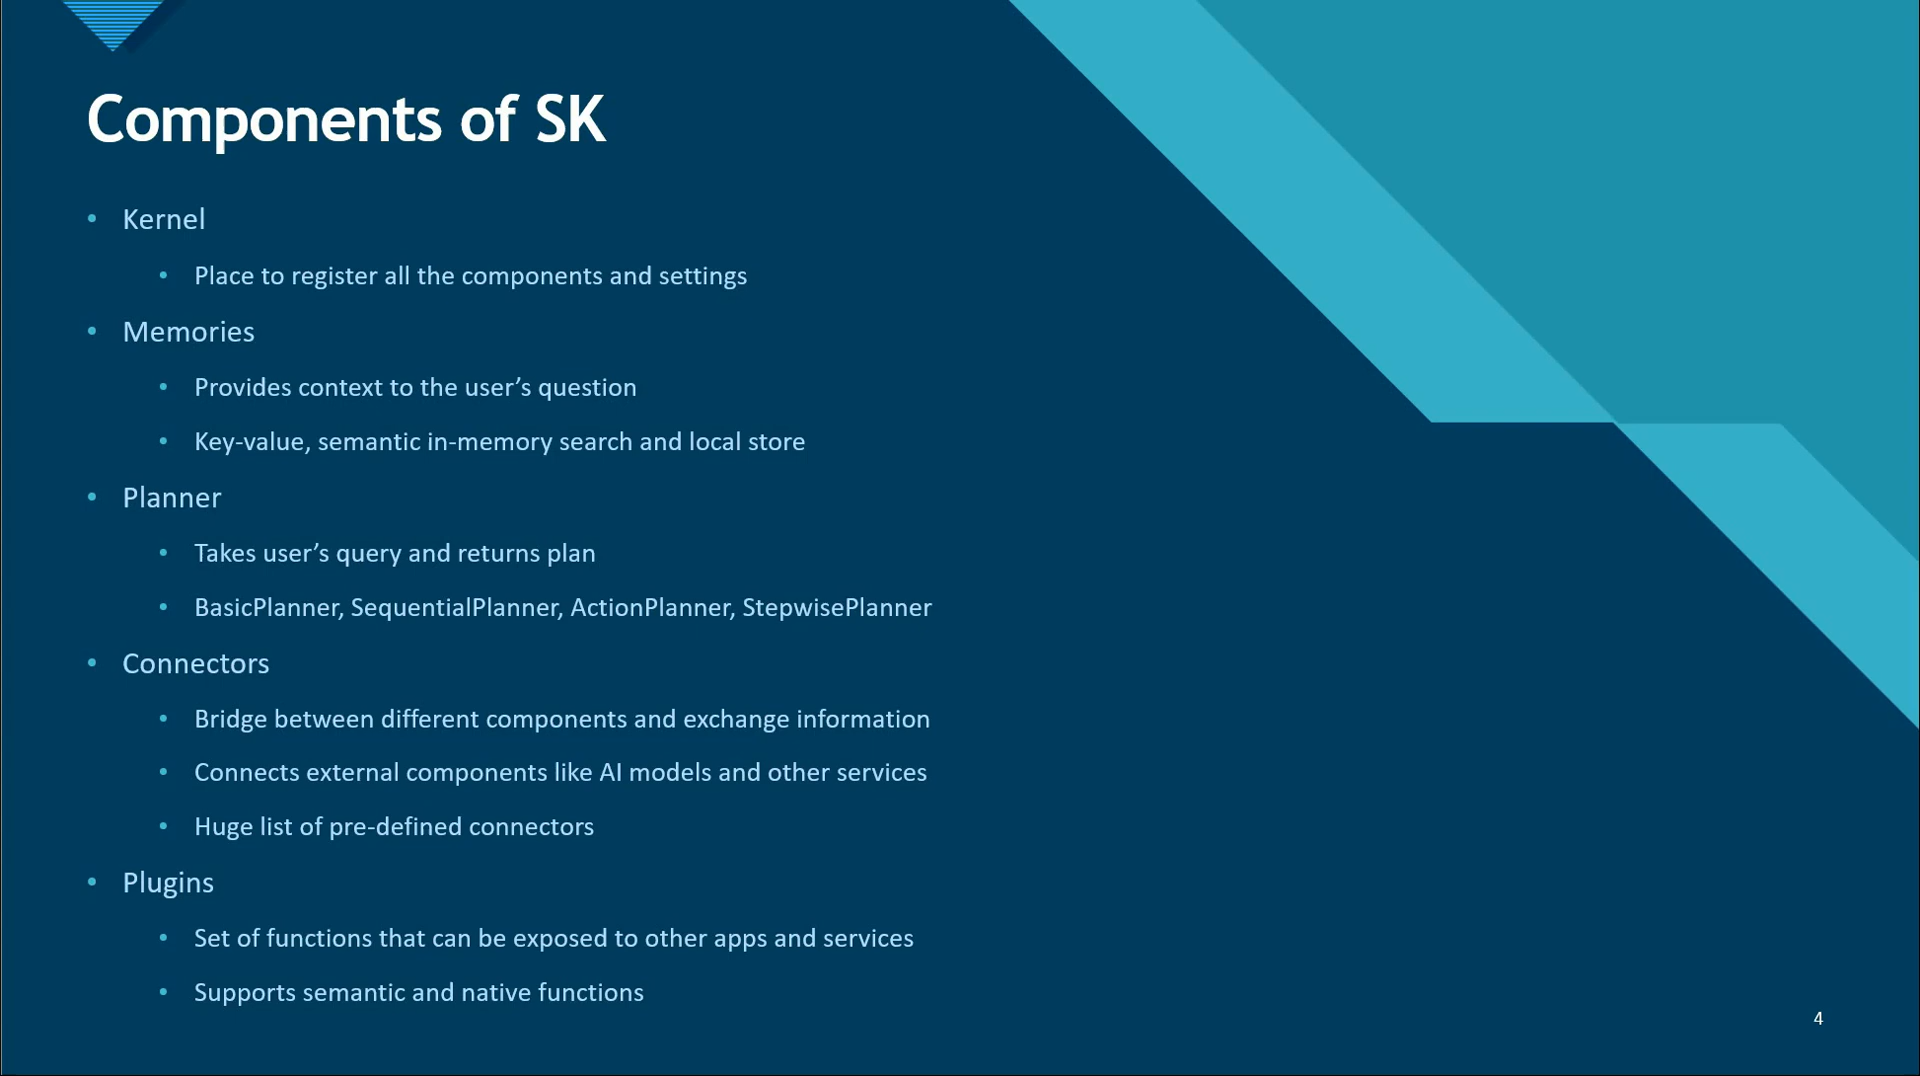 Components of SK
• Kernel
• Place to register all the components and settings
• Memories
• Provides context to the user’s question
• Key-value, semantic in-memory search and local store
• Planner
• Takes user’s query and returns plan
• BasicPlanner, SequentialPlanner, ActionPlanner, StepwisePlanner
• Connectors
• Bridge between different components and exchange information
• Connects external components like AI models and other services
• Huge list of pre-defined connectors
• Plugins
• Set of functions that can be exposed to other apps and services
• Supports semantic and native functions
4